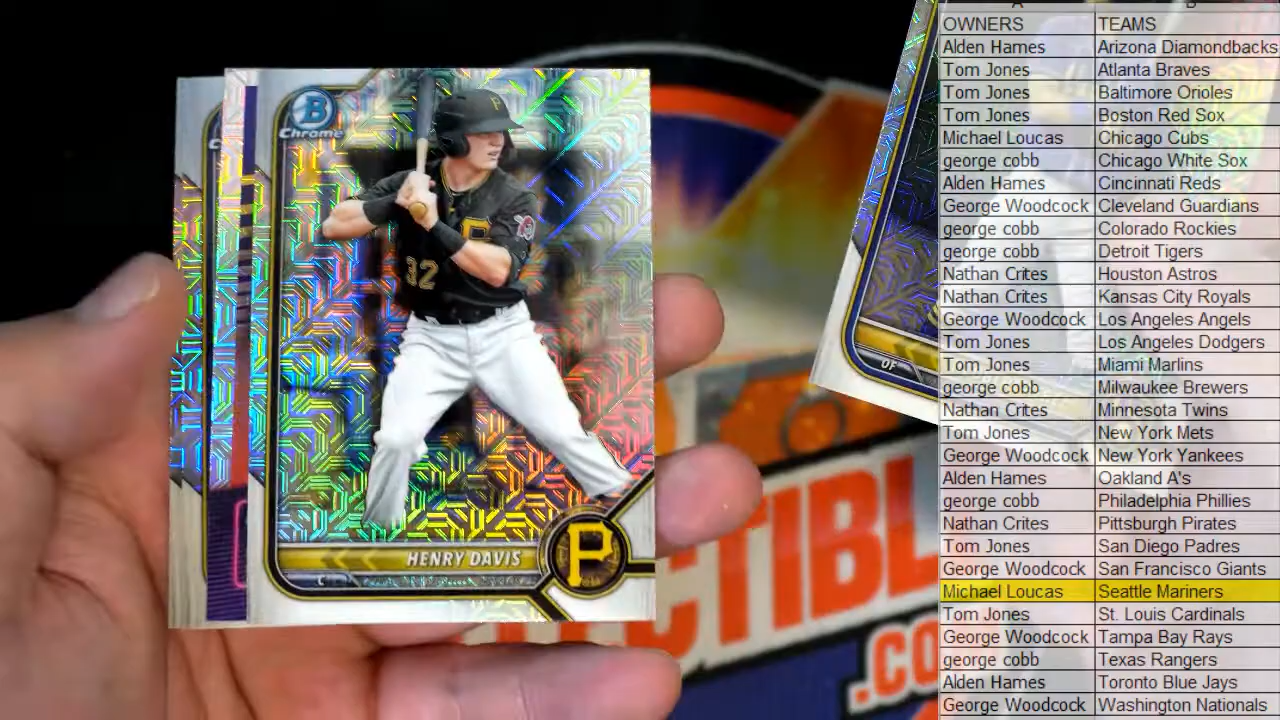 B
Chrome
P
32
HENRY DAVIS
C
P
OF
CTIBL
.CO
OWNERS TEAMS
Alden Hames Arizona Diamondbacks
Tom Jones Atlanta Braves
Tom Jones Baltimore Orioles
Tom Jones Boston Red Sox
Michael Loucas Chicago Cubs
george cobb Chicago White Sox
Alden Hames Cincinnati Reds
George Woodcock Cleveland Guardians
george cobb Colorado Rockies
george cobb Detroit Tigers
Nathan Crites Houston Astros
Nathan Crites Kansas City Royals
George Woodcock Los Angeles Angels
Tom Jones Los Angeles Dodgers
Tom Jones Miami Marlins
george cobb Milwaukee Brewers
Nathan Crites Minnesota Twins
Tom Jones New York Mets
George Woodcock New York Yankees
Alden Hames Oakland A's
george cobb Philadelphia Phillies
Nathan Crites Pittsburgh Pirates
Tom Jones San Diego Padres
George Woodcock San Francisco Giants
Michael Loucas Seattle Mariners
Tom Jones St. Louis Cardinals
George Woodcock Tampa Bay Rays
george cobb Texas Rangers
Alden Hames Toronto Blue Jays
George Woodcock Washington Nationals